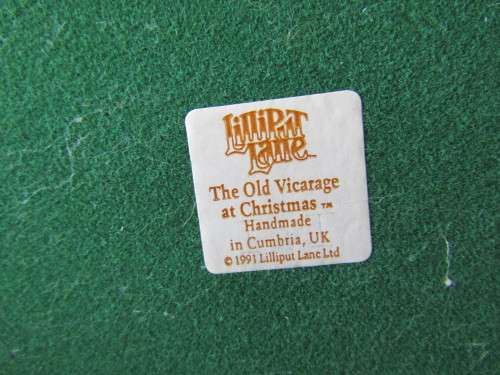 Lilliput
Lane
The Old Vicarage
at Christmas TM
Handmade
in Cumbria, UK
© 1991 Lilliput Lane Ltd